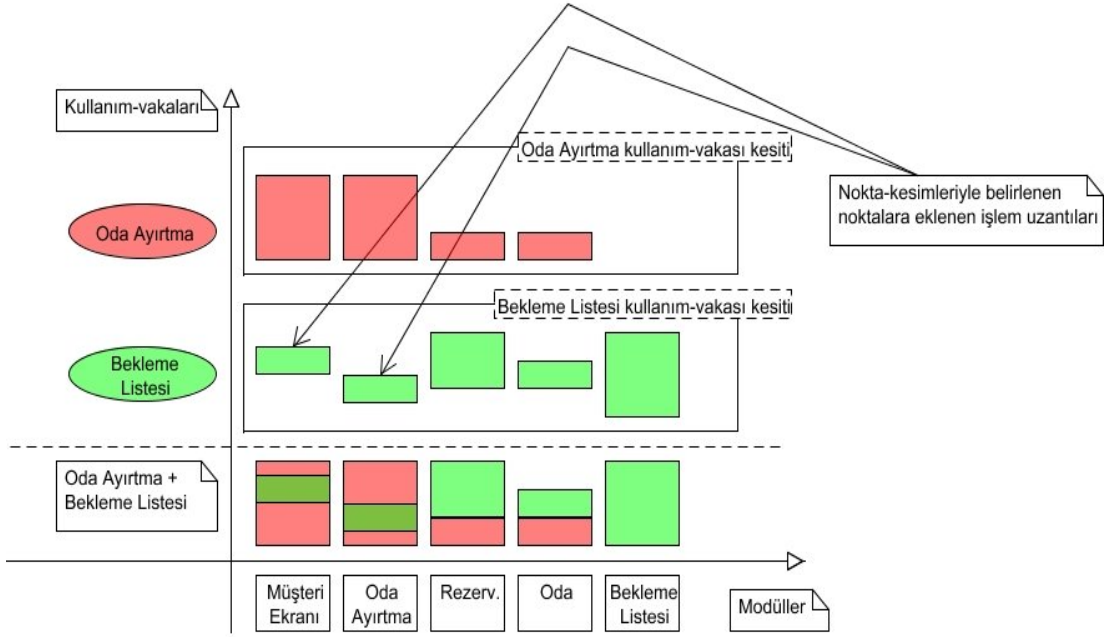 Kullanım-vakaları
Oda Ayırtma kullanım-vakası kesiti
Nokta-kesimleriyle belirlenen
noktalara eklenen işlem uzantıları
Oda Ayırtma
Bekleme Listesi kullanım-vakası kesiti
Bekleme
Listesi
Oda Ayırtma +
Bekleme Listesi
Müşteri
Ekranı
Oda
Ayırtma
Rezerv.
Oda
Bekleme
Listesi
Modüller